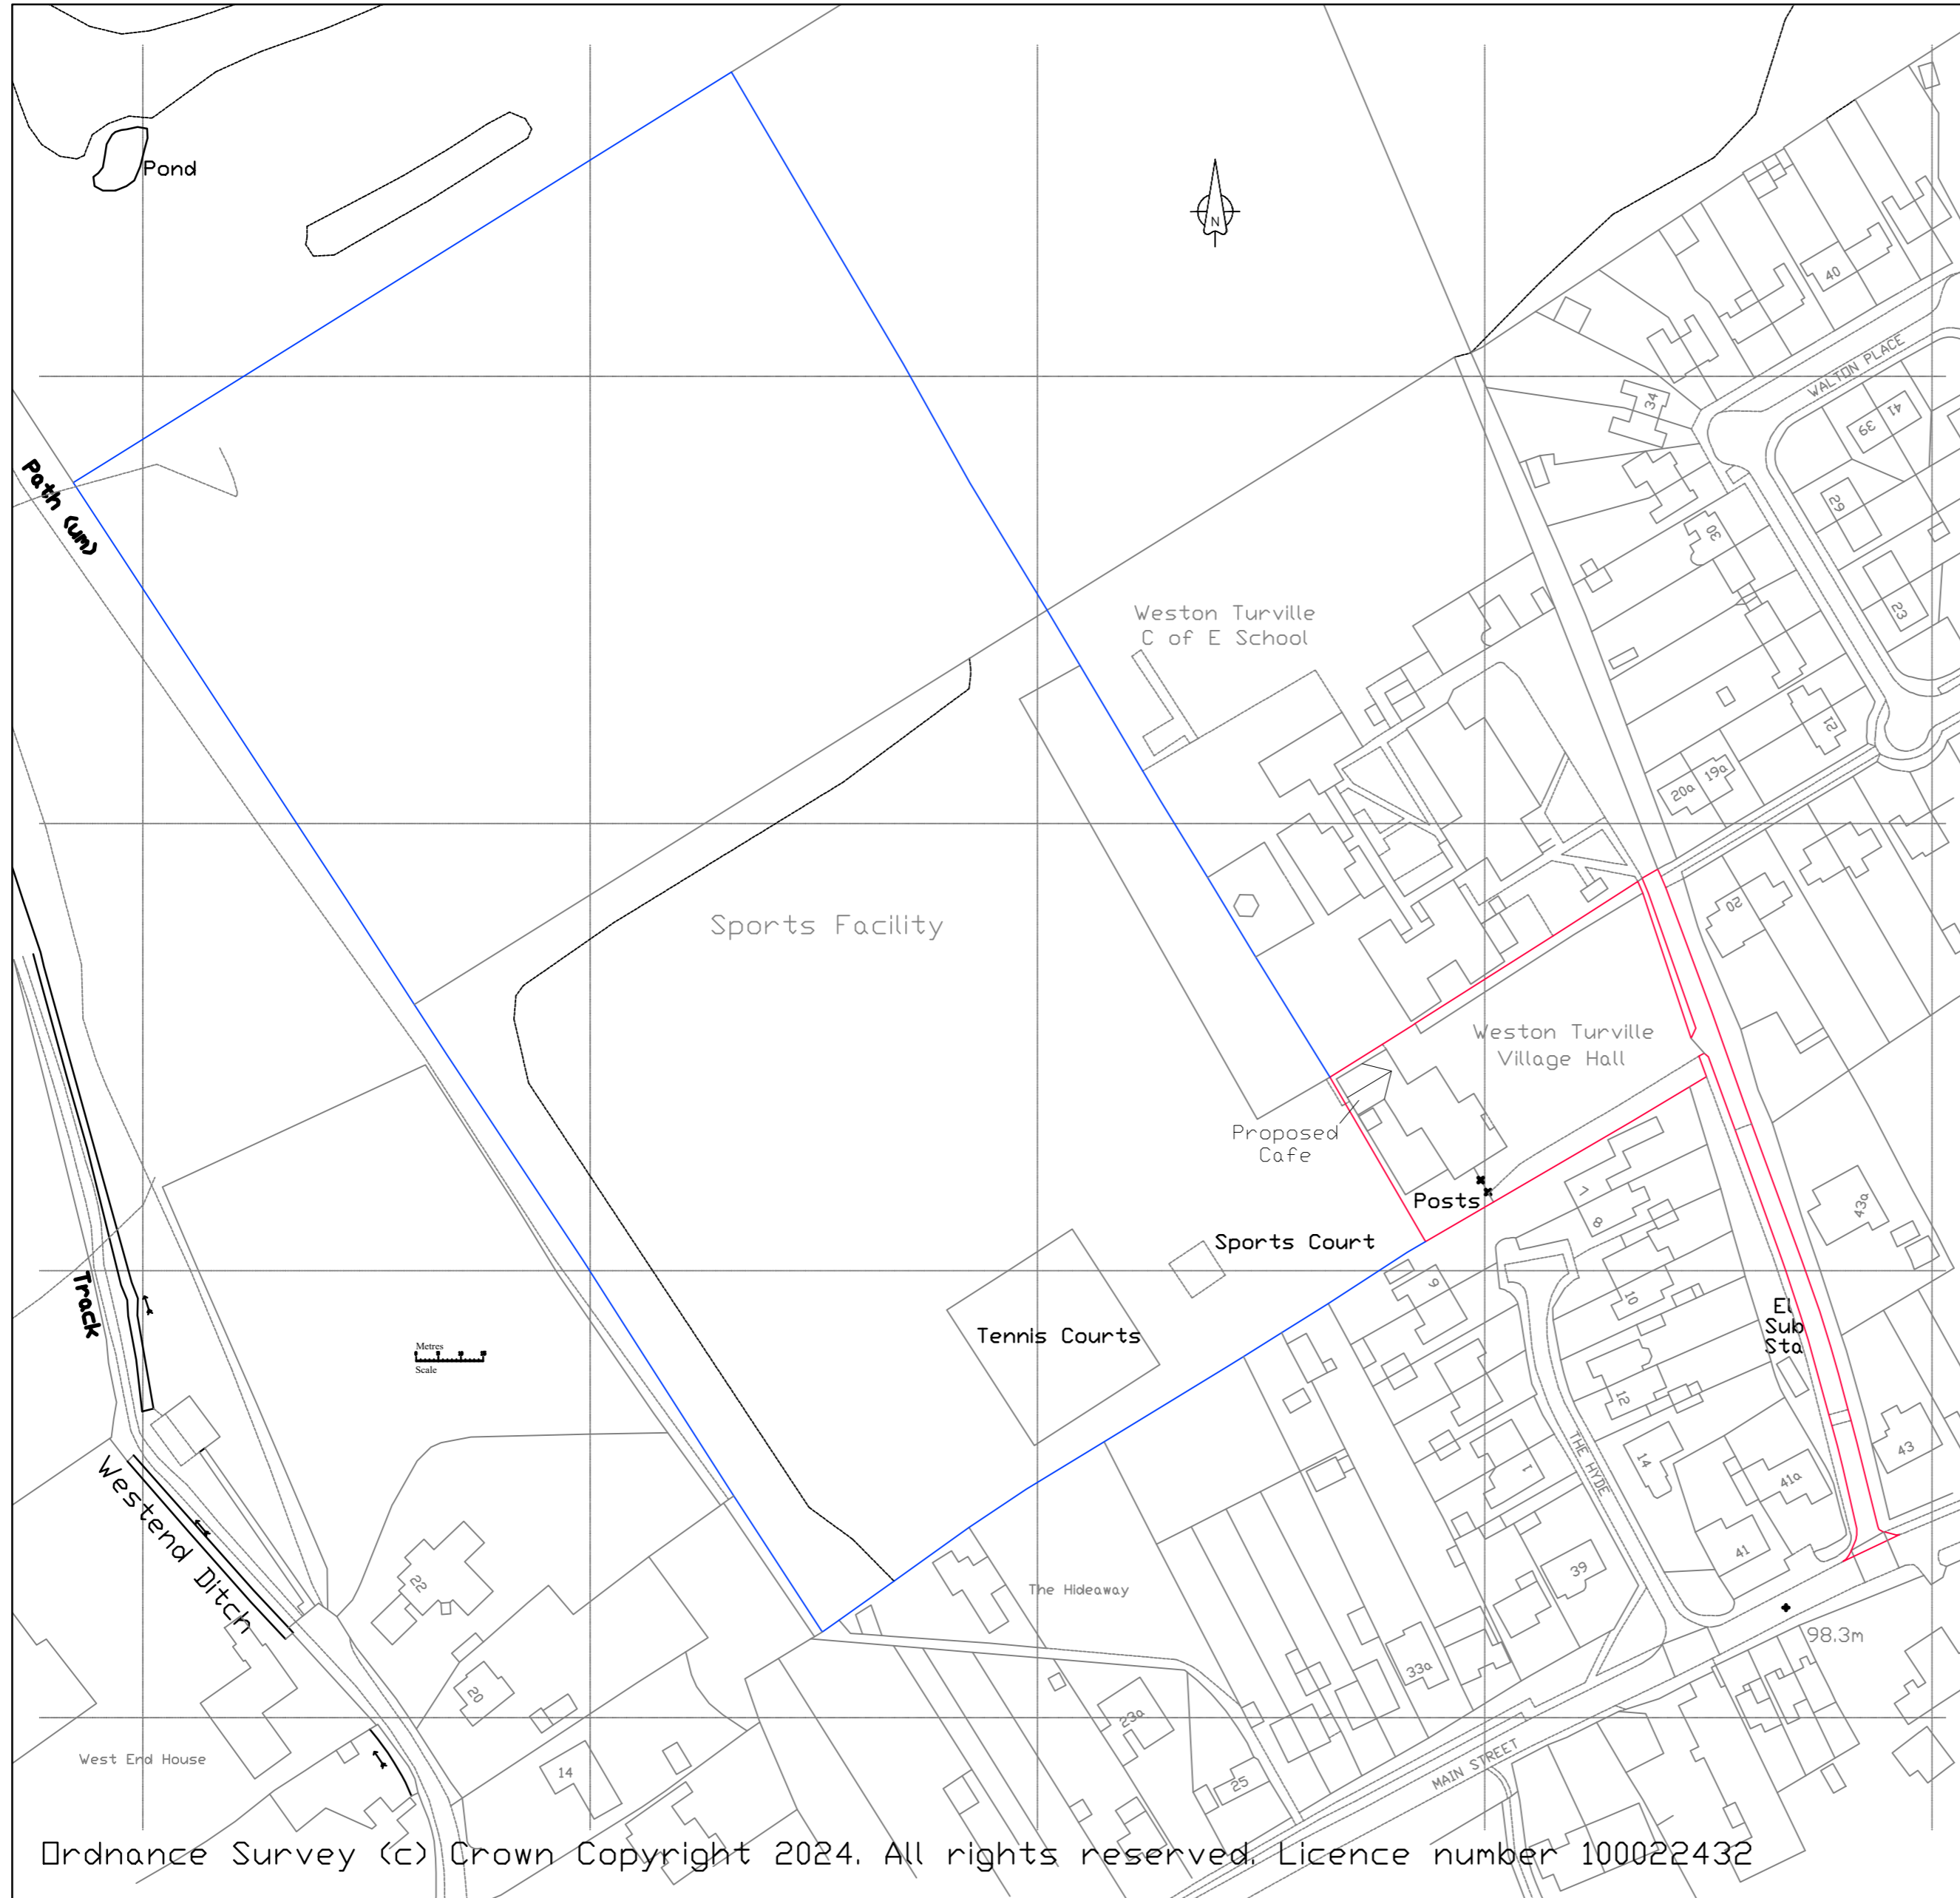 Pond
N
40
WALTON PLACE
34
41
39
Path (um)
29
30
23
Weston Turville
C of E School
21
19a
20a
20
Sports Facility
Weston Turville
Village Hall
Proposed
Cafe
7
8
43a
Posts
Sports Court
9
10
Track
El
Sub
Sta
Tennis Courts
Metres
Scale
12
43
14
THE HYDE
1
41a
Westend Ditch
41
39
22
The Hideaway
98.3m
33a
20
23a
West End House
14
25
MAIN STREET
Ordnance Survey (c) Crown Copyright 2024. All rights reserved. Licence number 100022432